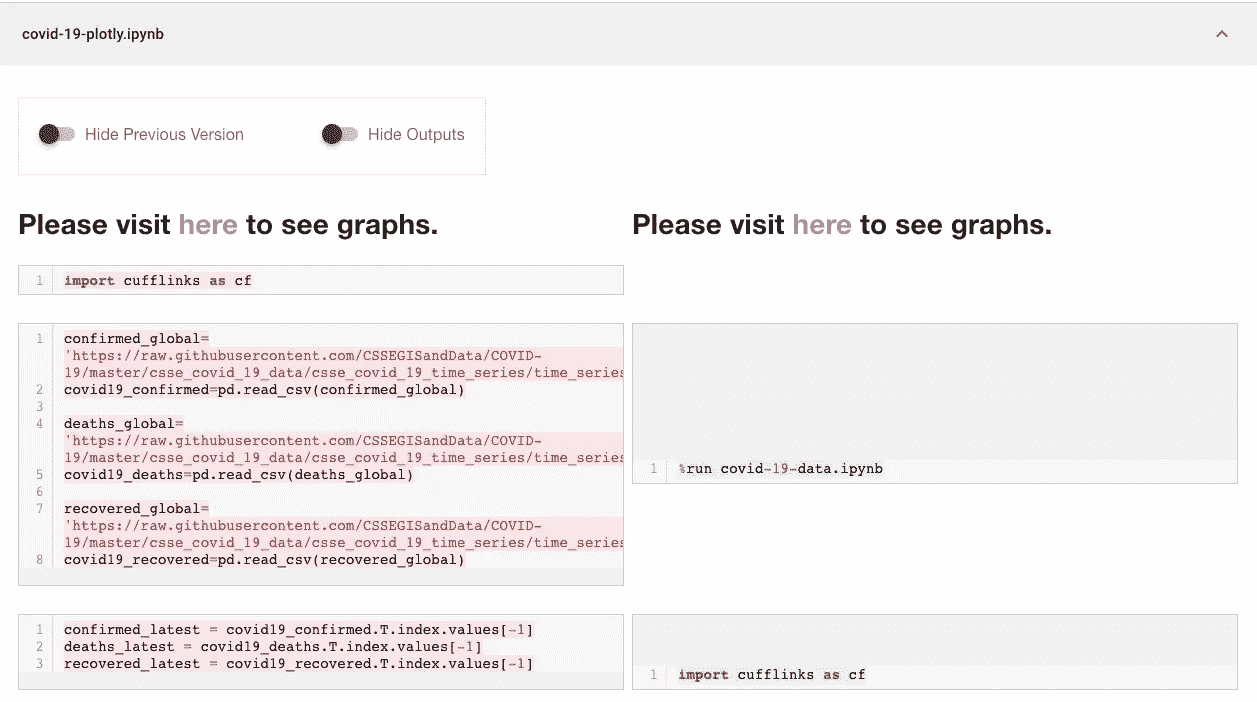 covid-19-plotly.ipynb
Hide Previous Version
Hide Outputs
Please visit here to see graphs.
Please visit here to see graphs.
1 import cufflinks as cf
1 confirmed_global=
'https://raw.githubusercontent.com/CSSEGISandData/COVID-
19/master/csse_covid_19_data/csse_covid_19_time_series/time_series
2 covid19_confirmed=pd.read_csv(confirmed_global)
3
4 deaths_global=
'https://raw.githubusercontent.com/CSSEGISandData/COVID-
19/master/csse_covid_19_data/csse_covid_19_time_series/time_series
5 covid19_deaths=pd.read_csv(deaths_global)
6
7 recovered_global=
'https://raw.githubusercontent.com/CSSEGISandData/COVID-
19/master/csse_covid_19_data/csse_covid_19_time_series/time_series
8 covid19_recovered=pd.read_csv(recovered_global)
1 %run covid-19-data.ipynb
1 confirmed_latest = covid19_confirmed.T.index.values[-1]
2 deaths_latest = covid19_deaths.T.index.values[-1]
3 recovered_latest = covid19_recovered.T.index.values[-1]
1 import cufflinks as cf